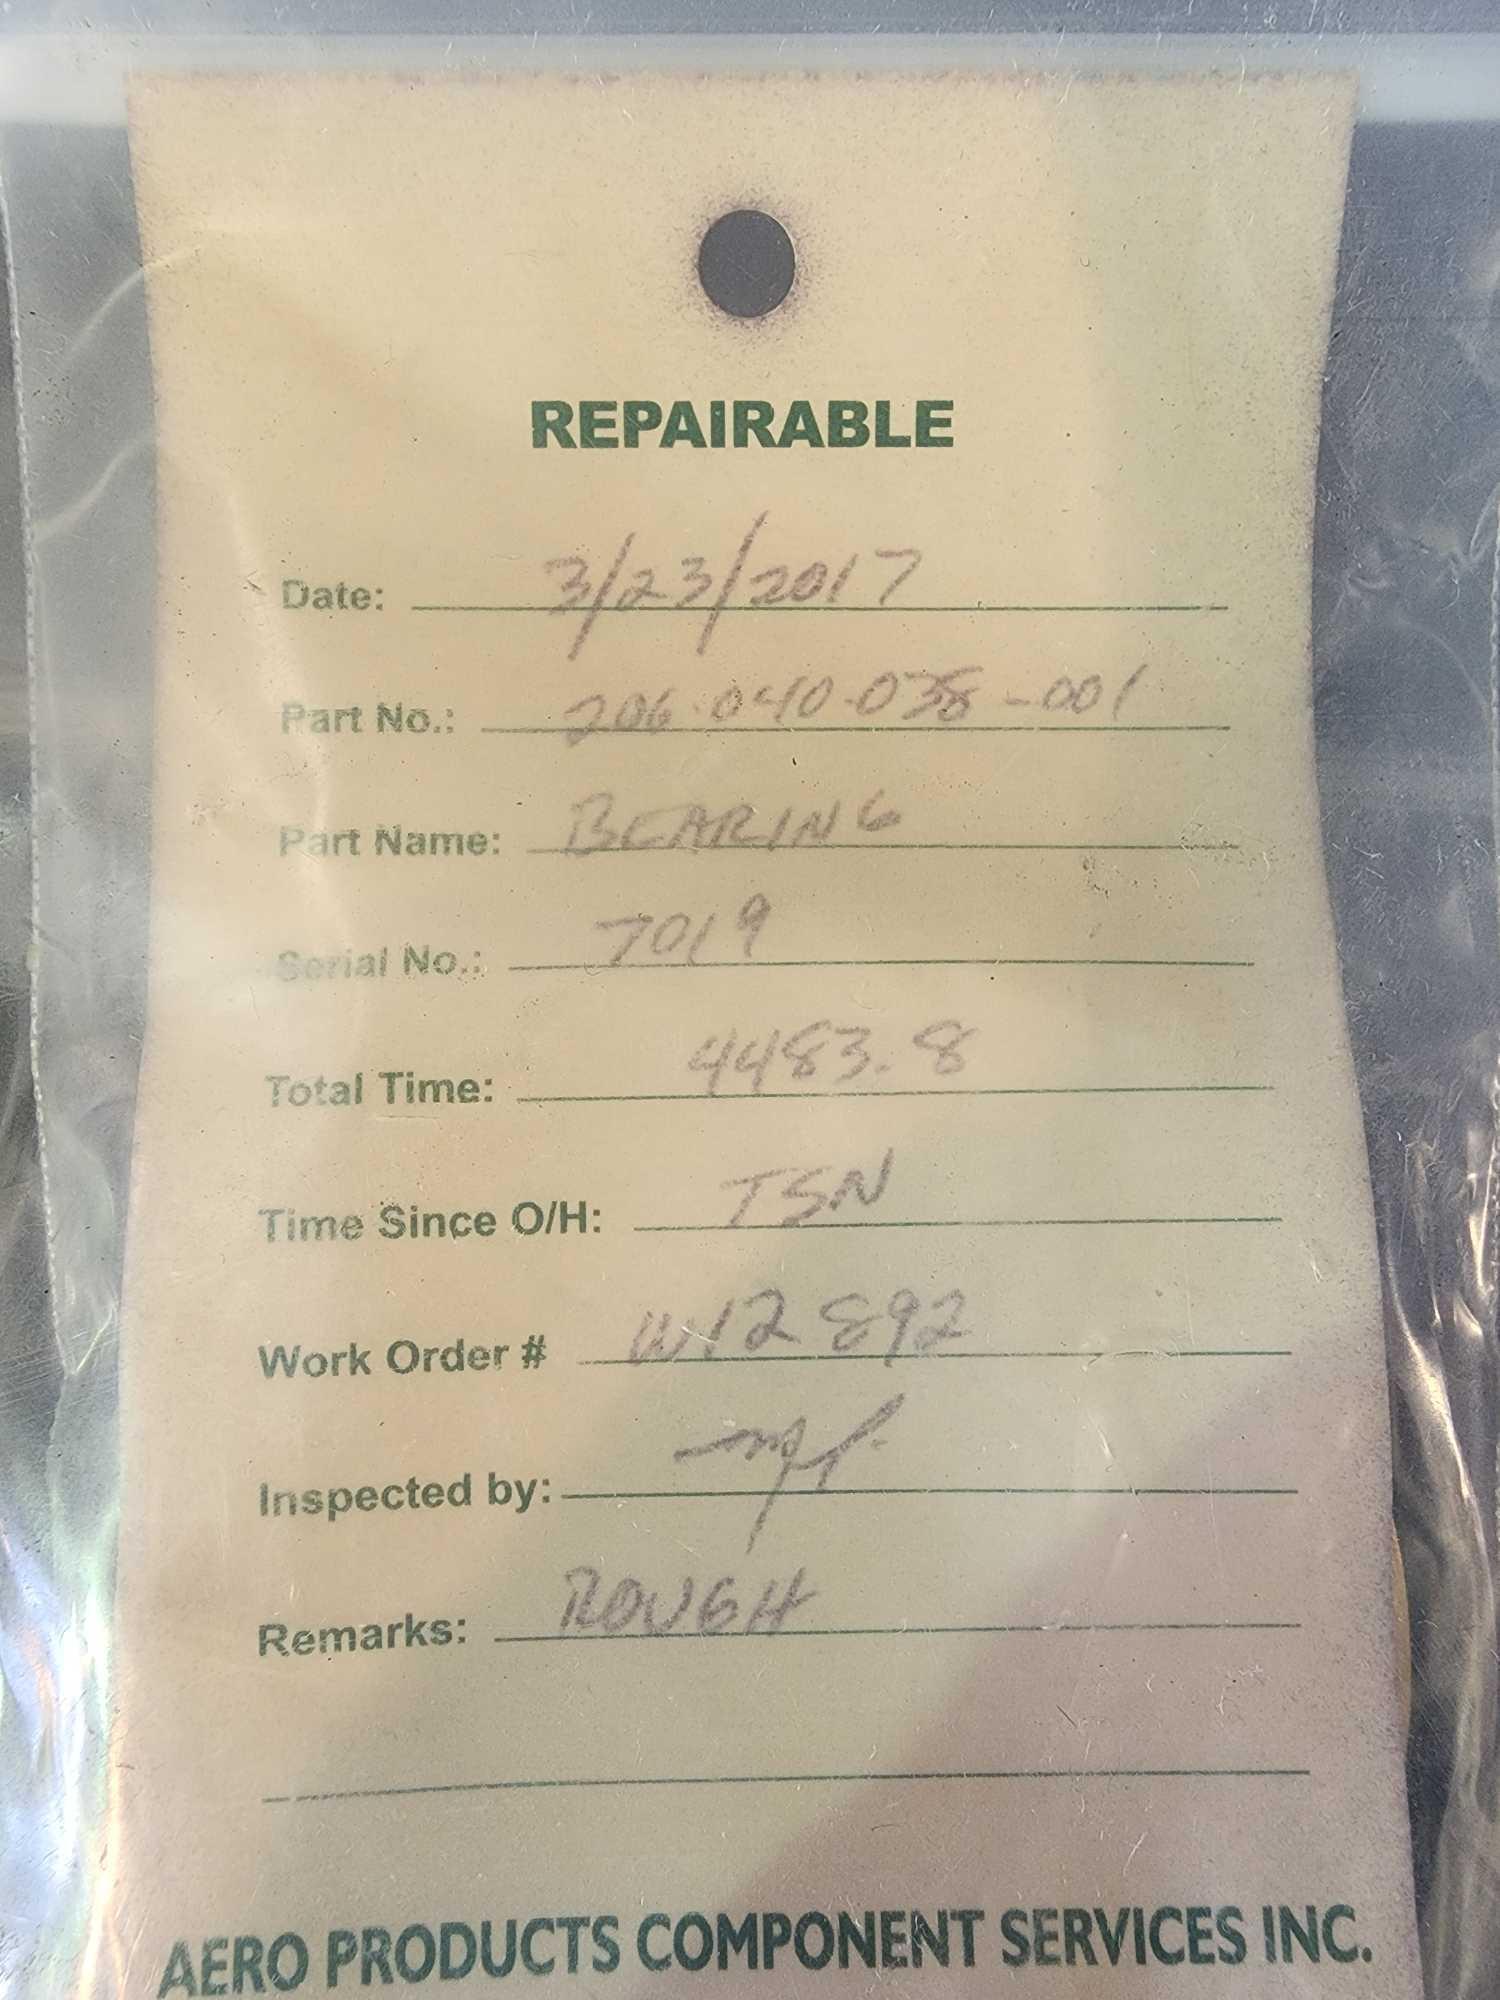 REPAIRABLE
Date: 3/23/2017
Part No.: 206-040-038-001
Part Name: BEARING
Serial No.: 7019
Total Time: 4483.8
Time Since O/H: TSN
Work Order # W12892
Inspected by:
Remarks: ROUGH
AERO PRODUCTS COMPONENT SERVICES INC.